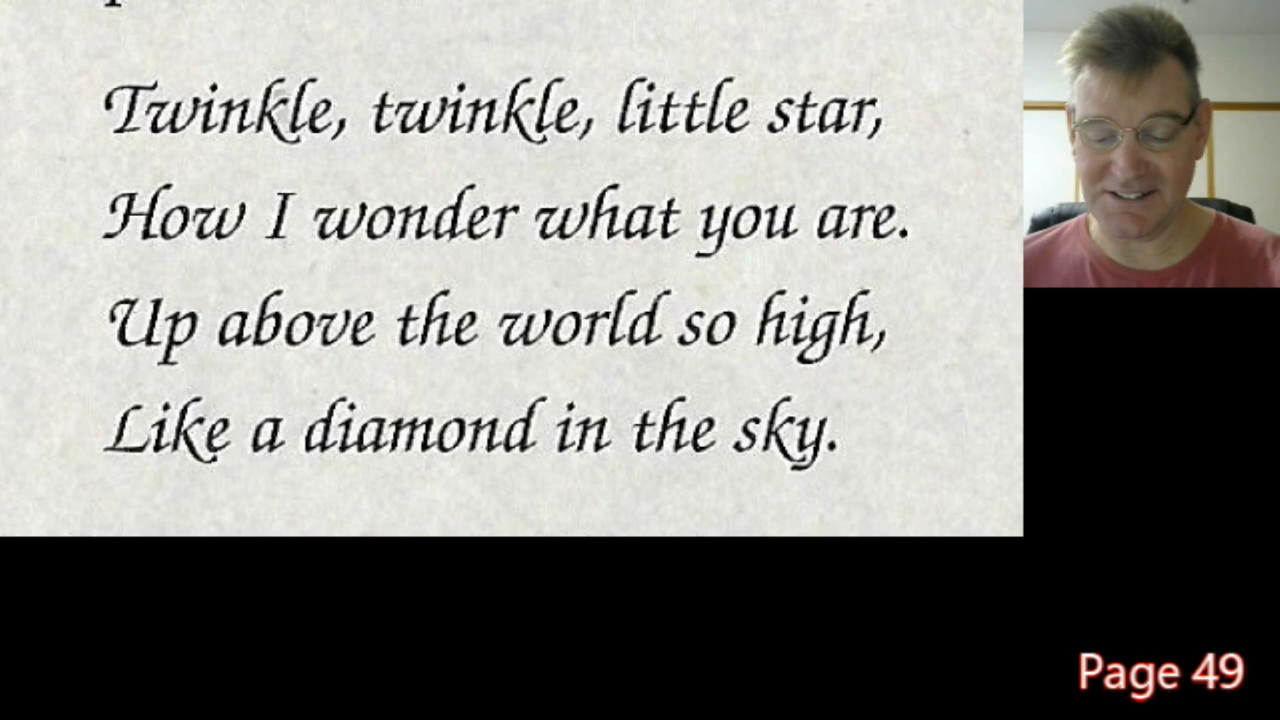 Twinkle, twinkle, little star,
How I wonder what you are.
Up above the world so high,
Like a diamond in the sky.
Page 49